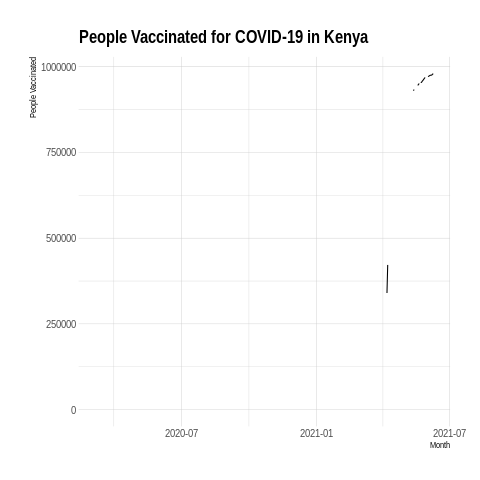 People Vaccinated for COVID-19 in Kenya
People Vaccinated
1000000
750000
500000
250000
0
2020-07
2021-01
2021-07
Month